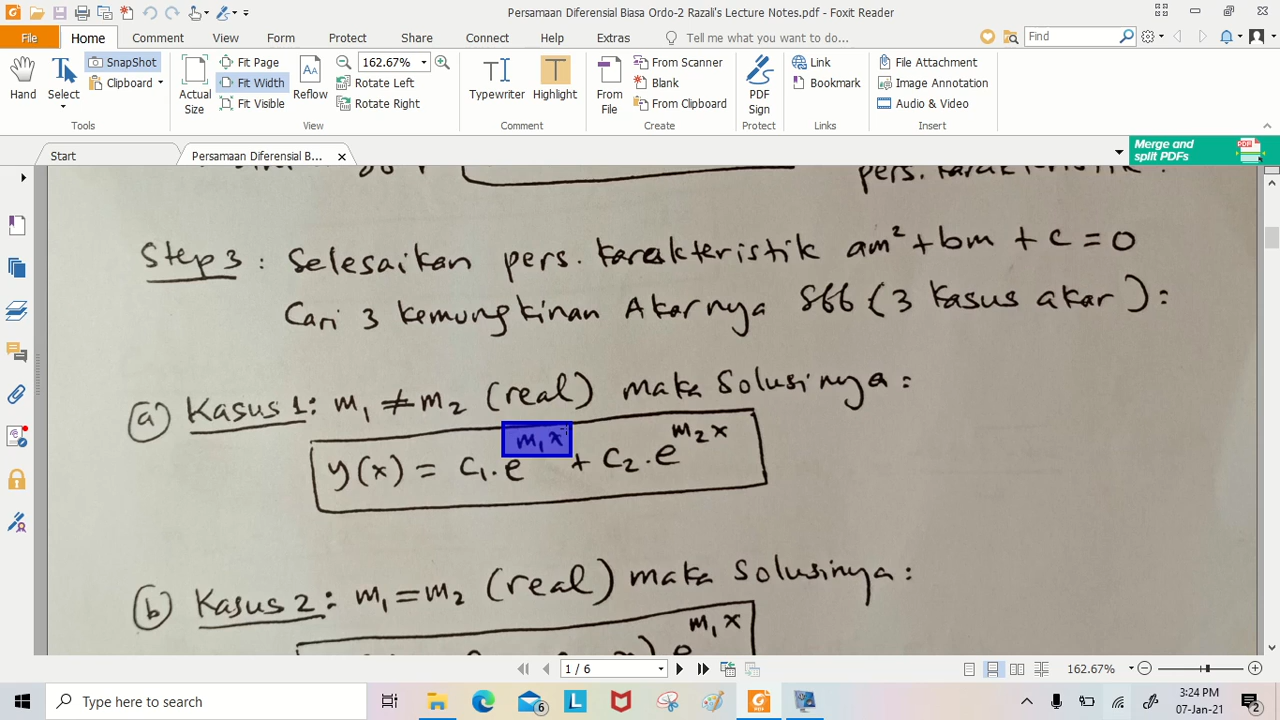 Persamaan Diferensial Biasa Ordo-2 Razali's Lecture Notes.pdf - Foxit Reader
File Home Comment View Form Protect Share Connect Help Extras Tell me what you want to do... Find
SnapShot Fit Page 162.67% From Scanner Link File Attachment
Clipboard Fit Width Rotate Left Blank Bookmark Image Annotation
Fit Visible Rotate Right From Clipboard Audio & Video
Hand Select Actual Size Reflow Typewriter Highlight From File PDF Sign
Tools View Comment Create Protect Links Insert
Start Persamaan Diferensial B... Merge and split PDFs
pers. karakteristik.
Step 3 : Selesaikan pers. karakteristik am² + bm + c = 0
Cari 3 kemungkinan Akarnya sbb (3 kasus akar) :
(a) Kasus 1 : m₁ ≠ m₂ (real) maka Solusinya :
y(x) = c₁.e^{m₁x} + c₂.e^{m₂x}
(b) Kasus 2 : m₁ = m₂ (real) maka Solusinya :
) e^{m₁x}
1 / 6 162.67%
Type here to search 6 3:24 PM
07-Jan-21 2